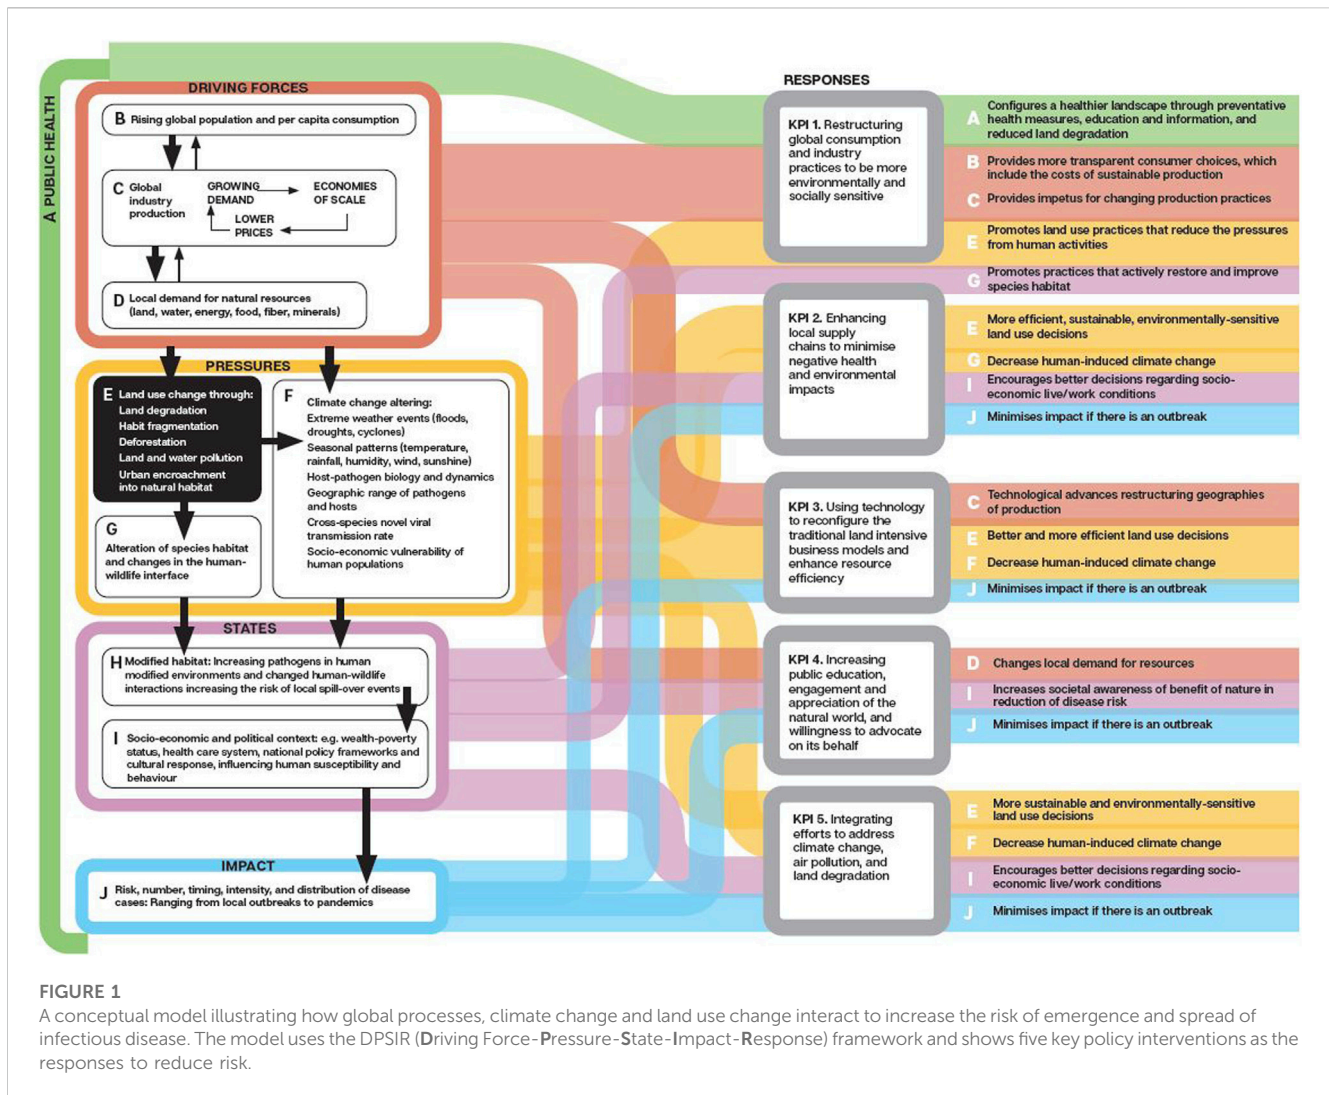 A PUBLIC HEALTH
DRIVING FORCES
B Rising global population and per capita consumption
C Global
industry
production
GROWING
DEMAND
ECONOMIES
OF SCALE
LOWER
PRICES
D Local demand for natural resources
(land, water, energy, food, fiber, minerals)
PRESSURES
E Land use change through:
Land degradation
Habit fragmentation
Deforestation
Land and water pollution
Urban encroachment
into natural habitat
F
Climate change altering:
Extreme weather events (floods,
droughts, cyclones)
Seasonal patterns (temperature,
rainfall, humidity, wind, sunshine)
Host-pathogen biology and dynamics
Geographic range of pathogens
and hosts
Cross-species novel viral
transmission rate
Socio-economic vulnerability of
human populations
G
Alteration of species habitat
and changes in the human-
wildlife interface
STATES
H Modified habitat: Increasing pathogens in human
modified environments and changed human-wildlife
interactions increasing the risk of local spill-over events
I Socio-economic and political context: e.g. wealth-poverty
status, health care system, national policy frameworks and
cultural response, influencing human susceptibility and
behaviour
IMPACT
J Risk, number, timing, intensity, and distribution of disease
cases: Ranging from local outbreaks to pandemics
RESPONSES
KPI 1. Restructuring
global consumption
and industry
practices to be more
environmentally and
socially sensitive
A Configures a healthier landscape through preventative
health measures, education and information, and
reduced land degradation
B Provides more transparent consumer choices, which
include the costs of sustainable production
C Provides impetus for changing production practices
E Promotes land use practices that reduce the pressures
from human activities
G Promotes practices that actively restore and improve
species habitat
KPI 2. Enhancing
local supply
chains to minimise
negative health
and environmental
impacts
E More efficient, sustainable, environmentally-sensitive
land use decisions
G Decrease human-induced climate change
I Encourages better decisions regarding socio-
economic live/work conditions
J Minimises impact if there is an outbreak
KPI 3. Using technology
to reconfigure the
traditional land intensive
business models and
enhance resource
efficiency
C Technological advances restructuring geographies
of production
E Better and more efficient land use decisions
F Decrease human-induced climate change
J Minimises impact if there is an outbreak
KPI 4. Increasing
public education,
engagement and
appreciation of the
natural world, and
willingness to advocate
on its behalf
D Changes local demand for resources
I Increases societal awareness of benefit of nature in
reduction of disease risk
J Minimises impact if there is an outbreak
KPI 5. Integrating
efforts to address
climate change,
air pollution, and
land degradation
E More sustainable and environmentally-sensitive
land use decisions
F Decrease human-induced climate change
I Encourages better decisions regarding socio-
economic live/work conditions
J Minimises impact if there is an outbreak
FIGURE 1
A conceptual model illustrating how global processes, climate change and land use change interact to increase the risk of emergence and spread of
infectious disease. The model uses the DPSIR (Driving Force-Pressure-State-Impact-Response) framework and shows five key policy interventions as the
responses to reduce risk.